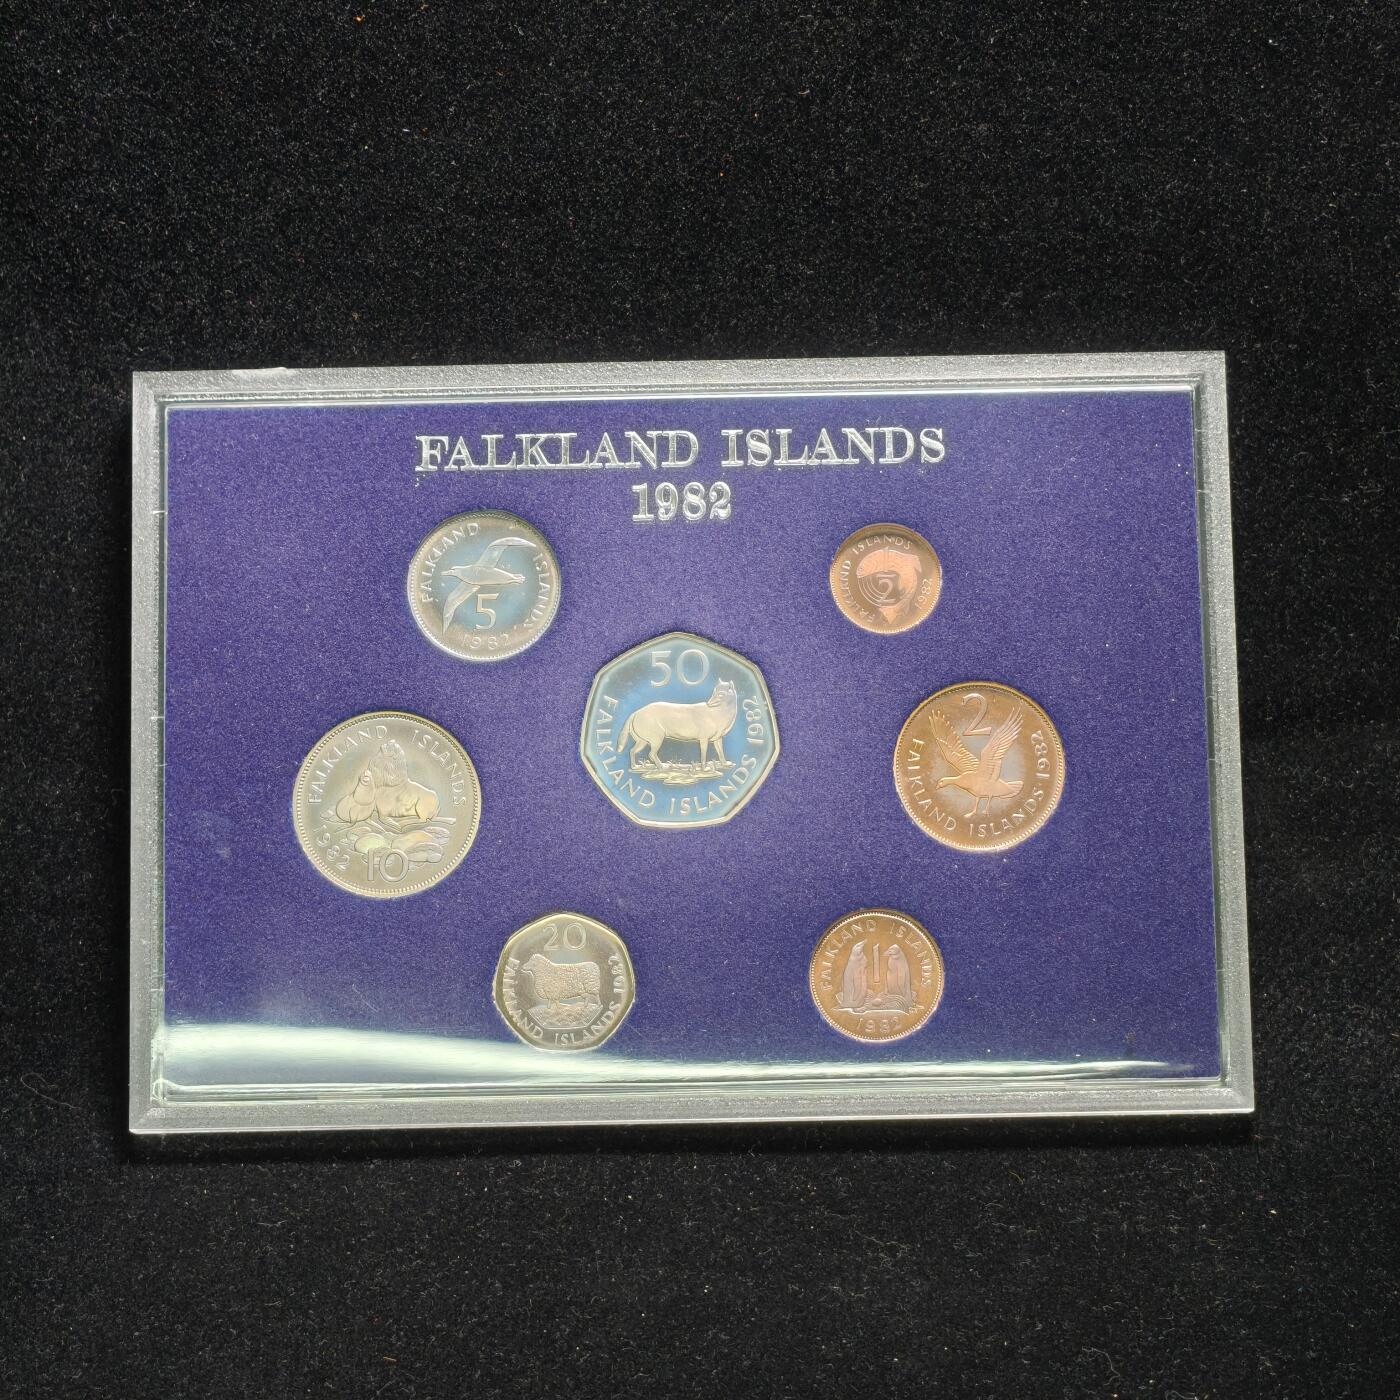 FALKLAND ISLANDS
1982
FALKLAND ISLANDS
5
1982
FALKLAND ISLANDS
1/2
1982
50
FALKLAND ISLANDS 1982
2
FALKLAND ISLANDS 1982
FALKLAND ISLANDS
1982 10
20
FALKLAND ISLANDS 1982
FALKLAND ISLANDS
1
1982